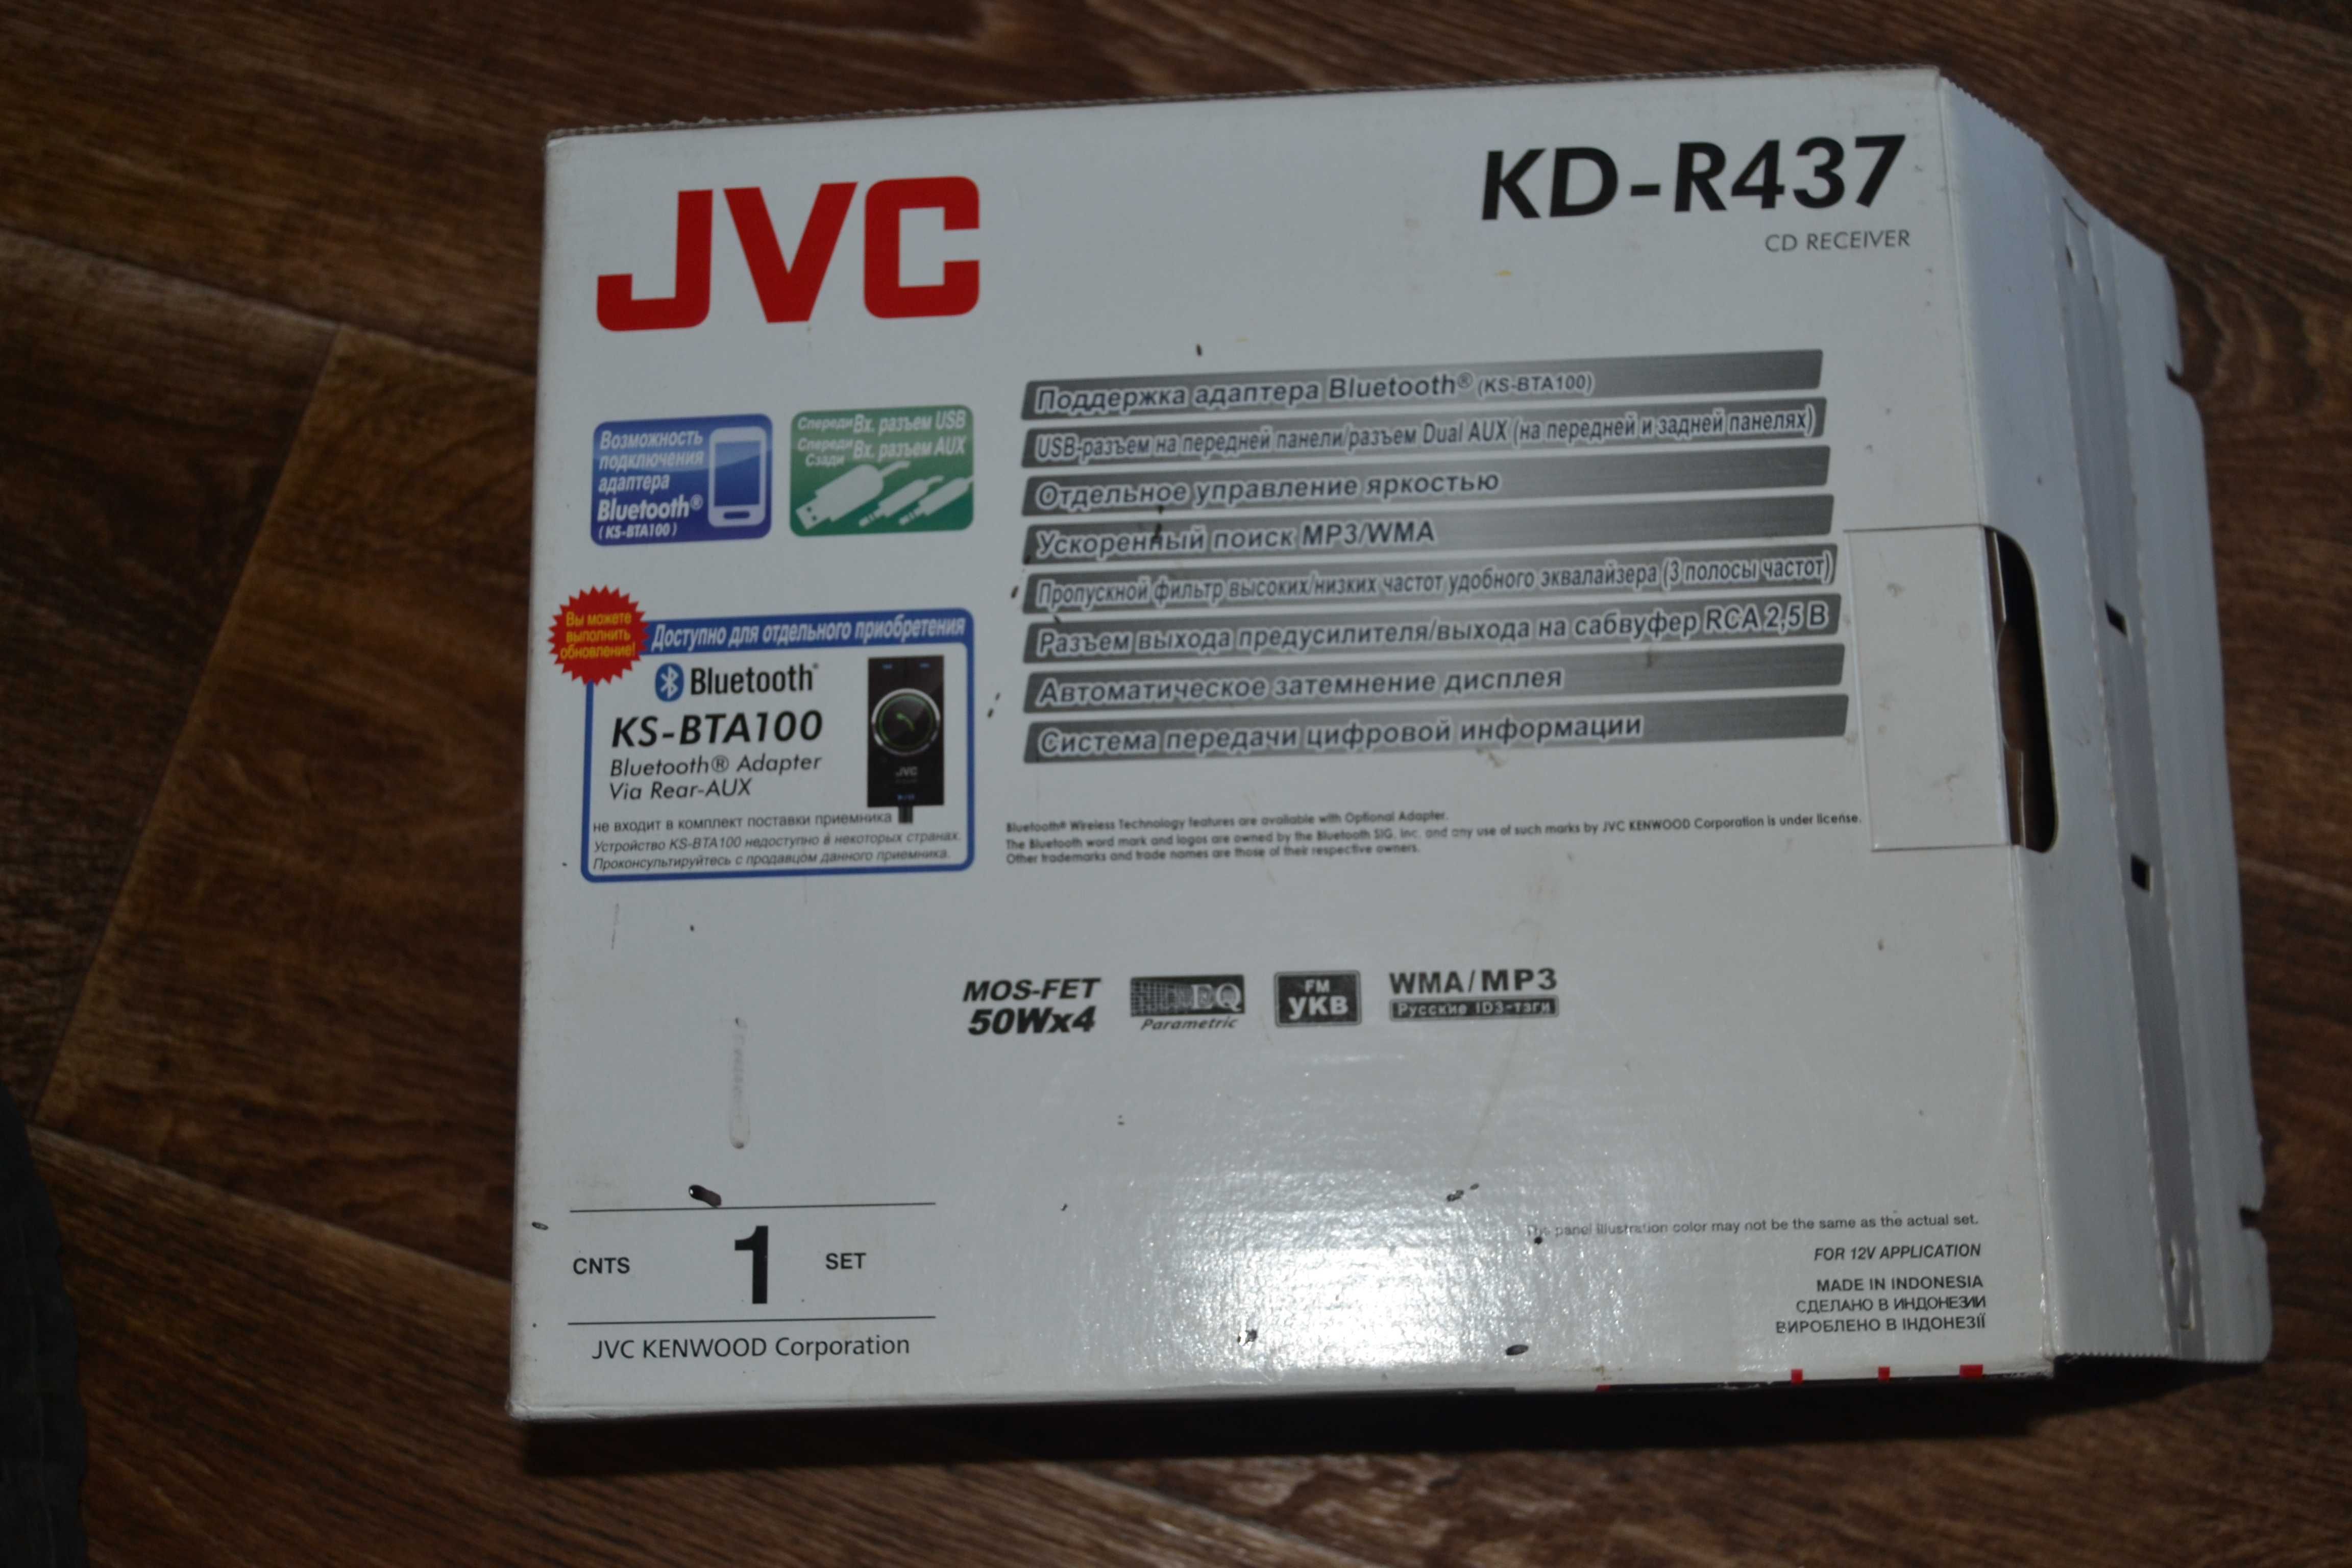 JVC
KD-R437
CD RECEIVER
Возможность
подключения
адаптера
Bluetooth®
(KS-BTA100)
Спереди Вх. разъем USB
Спереди Вх. разъем AUX
Сзади
Поддержка адаптера Bluetooth® (KS-BTA100)
USB-разъем на передней панели/разъем Dual AUX (на передней и задней панелях)
Отдельное управление яркостью
Ускоренный поиск MP3/WMA
Пропускной фильтр высоких/низких частот удобного эквалайзера (3 полосы частот)
Разъем выхода предусилителя/выхода на сабвуфер RCA 2,5 В
Автоматическое затемнение дисплея
Система передачи цифровой информации
Вы можете
выполнить
обновление!
Доступно для отдельного приобретения
Bluetooth®
KS-BTA100
Bluetooth® Adapter
Via Rear-AUX
JVC
не входит в комплект поставки приемника
Устройство KS-BTA100 недоступно в некоторых странах.
Проконсультируйтесь с продавцом данного приемника.
Bluetooth® Wireless Technology features are available with Optional Adapter.
The Bluetooth word mark and logos are owned by the Bluetooth SIG, Inc. and any use of such marks by JVC KENWOOD Corporation is under license.
Other trademarks and trade names are those of their respective owners.
MOS-FET
50Wx4
EQ
Parametric
FM
УКВ
WMA/MP3
Русские ID3-тэги
CNTS 1 SET
JVC KENWOOD Corporation
The panel illustration color may not be the same as the actual set.
FOR 12V APPLICATION
MADE IN INDONESIA
СДЕЛАНО В ИНДОНЕЗИИ
ВИРОБЛЕНО В ІНДОНЕЗІЇ